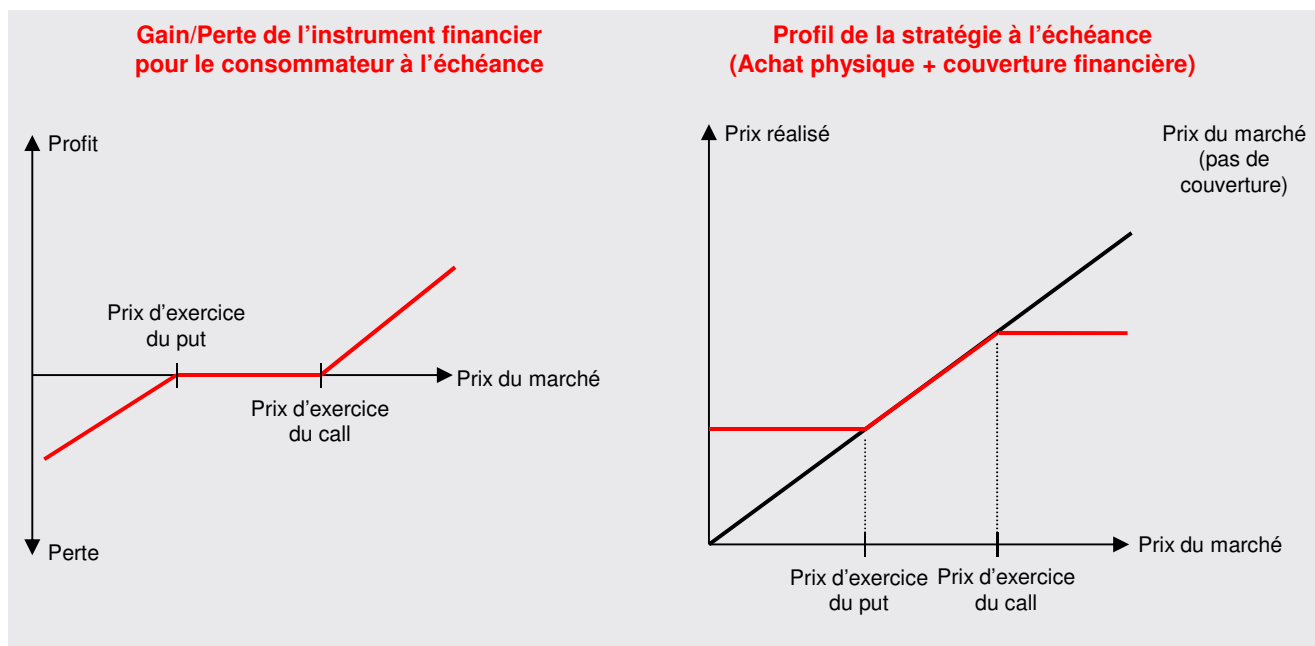 Gain/Perte de l'instrument financier
pour le consommateur à l'échéance
Profit
Prix d'exercice
du put
Prix du marché
Prix d'exercice
du call
Perte
Profil de la stratégie à l'échéance
(Achat physique + couverture financière)
Prix réalisé
Prix du marché
(pas de
couverture)
Prix du marché
Prix d'exercice
du put
Prix d'exercice
du call